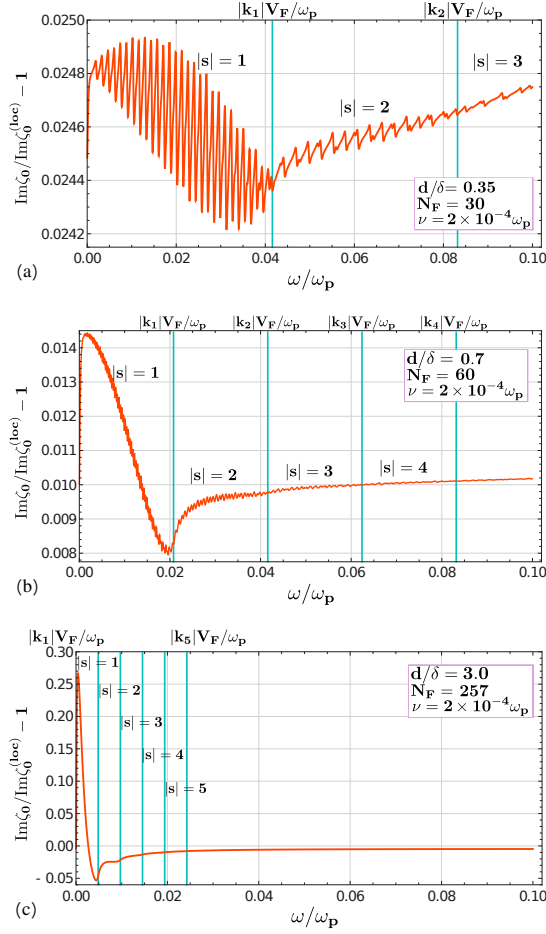 |k₁|V_F/ω_p |k₂|V_F/ω_p
0.0250
0.0248
0.0246
0.0244
0.0242
Imζ₀/Imζ₀^(loc) − 1
|s| = 1
|s| = 2
|s| = 3
d/δ= 0.35
N_F = 30
ν = 2 × 10⁻⁴ω_p
0.00 0.02 0.04 0.06 0.08 0.10
(a)
ω/ω_p
|k₁|V_F/ω_p |k₂|V_F/ω_p |k₃|V_F/ω_p |k₄|V_F/ω_p
0.014
0.013
0.012
0.011
0.010
0.009
0.008
Imζ₀/Imζ₀^(loc) − 1
|s| = 1
|s| = 2
|s| = 3
|s| = 4
d/δ = 0.7
N_F = 60
ν = 2 × 10⁻⁴ω_p
0.00 0.02 0.04 0.06 0.08 0.10
(b)
ω/ω_p
|k₁|V_F/ω_p |k₅|V_F/ω_p
0.30
0.25
0.20
0.15
0.10
0.05
0.00
- 0.05
Imζ₀/Imζ₀^(loc) − 1
|s| = 1
|s| = 2
|s| = 3
|s| = 4
|s| = 5
d/δ = 3.0
N_F = 257
ν = 2 × 10⁻⁴ω_p
0.00 0.02 0.04 0.06 0.08 0.10
(c)
ω/ω_p